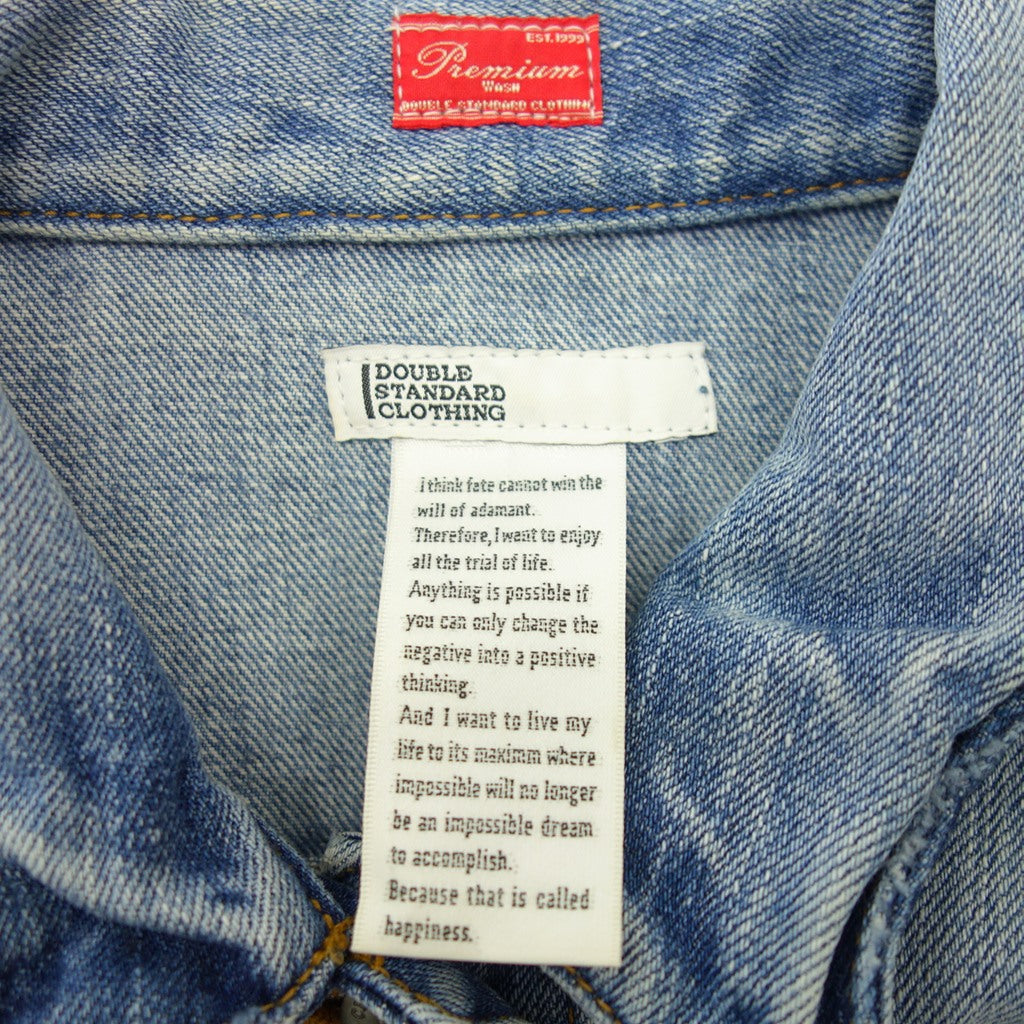 EST.1999
Premium
WASH
DOUBLE STANDARD CLOTHING
DOUBLE
STANDARD
CLOTHING
i think fate cannot win the
will of adamant.
Therefore, I want to enjoy
all the trial of life.
Anything is possible if
you can only change the
negative into a positive
thinking.
And I want to live my
life to its maximm where
impossible will no longer
be an impossible dream
to accomplish.
Because that is called
happiness.